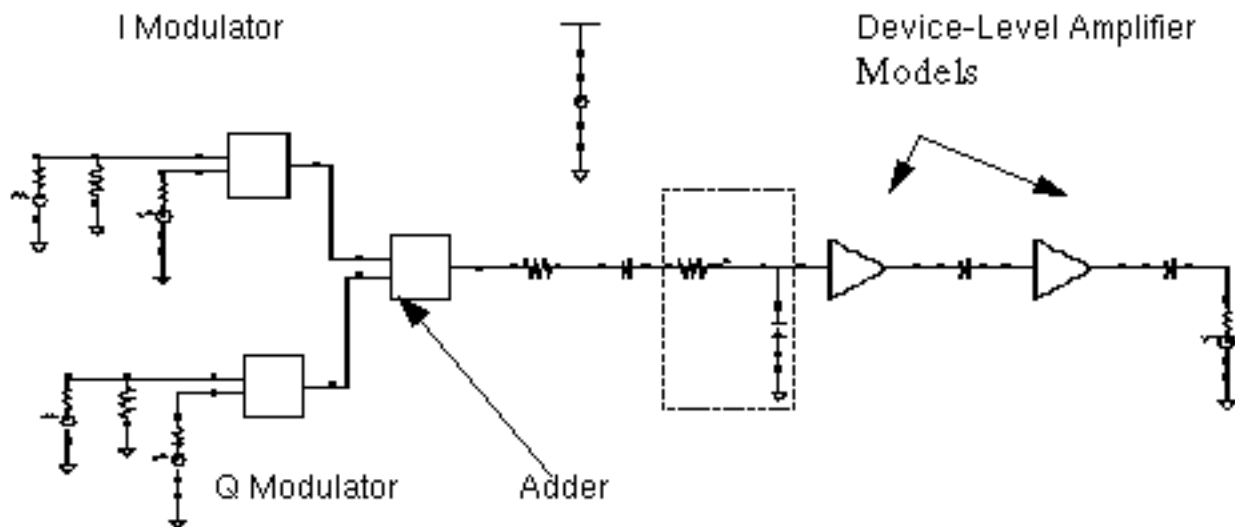 I Modulator
Device-Level Amplifier
Models
Q Modulator
Adder